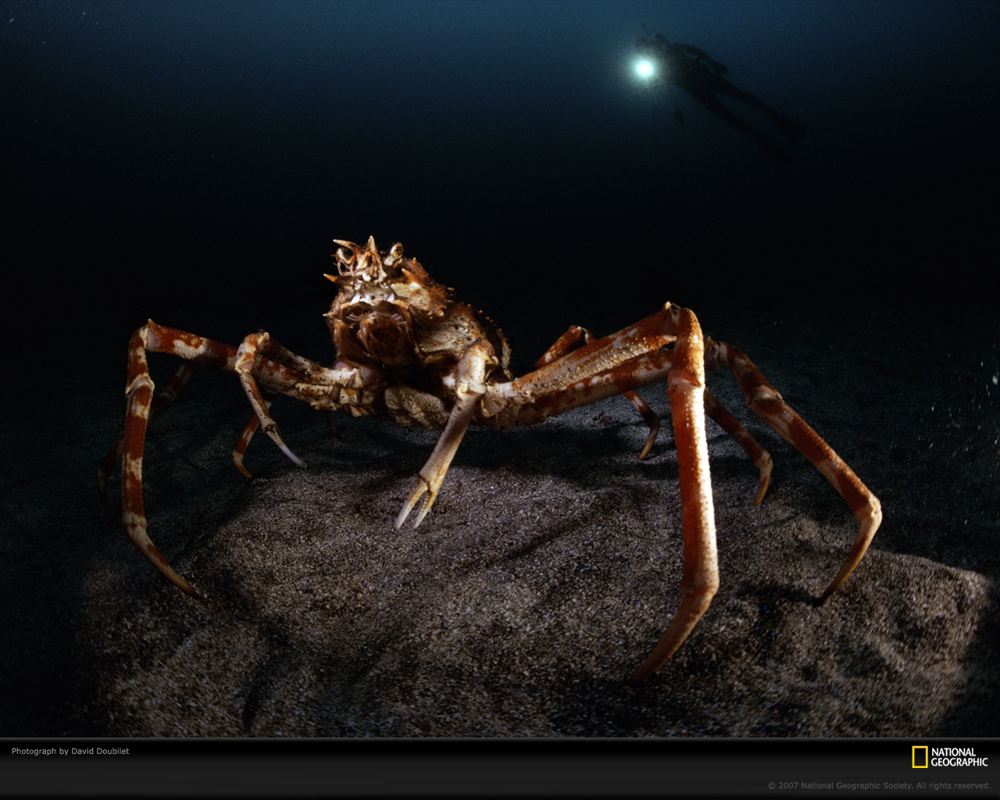 Photograph by David Doubilet
NATIONAL
GEOGRAPHIC
© 2007 National Geographic Society. All rights reserved.